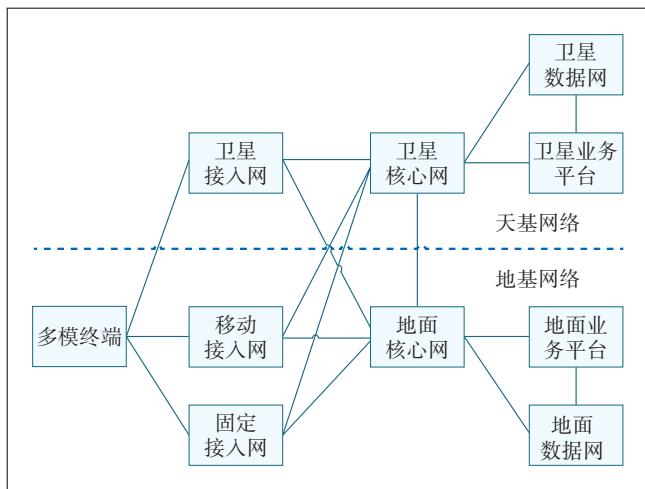 卫星
数据网
卫星
接入网
卫星
核心网
卫星业务
平台
天基网络
地基网络
多模终端
移动
接入网
地面
核心网
地面业
务平台
固定
接入网
地面
数据网